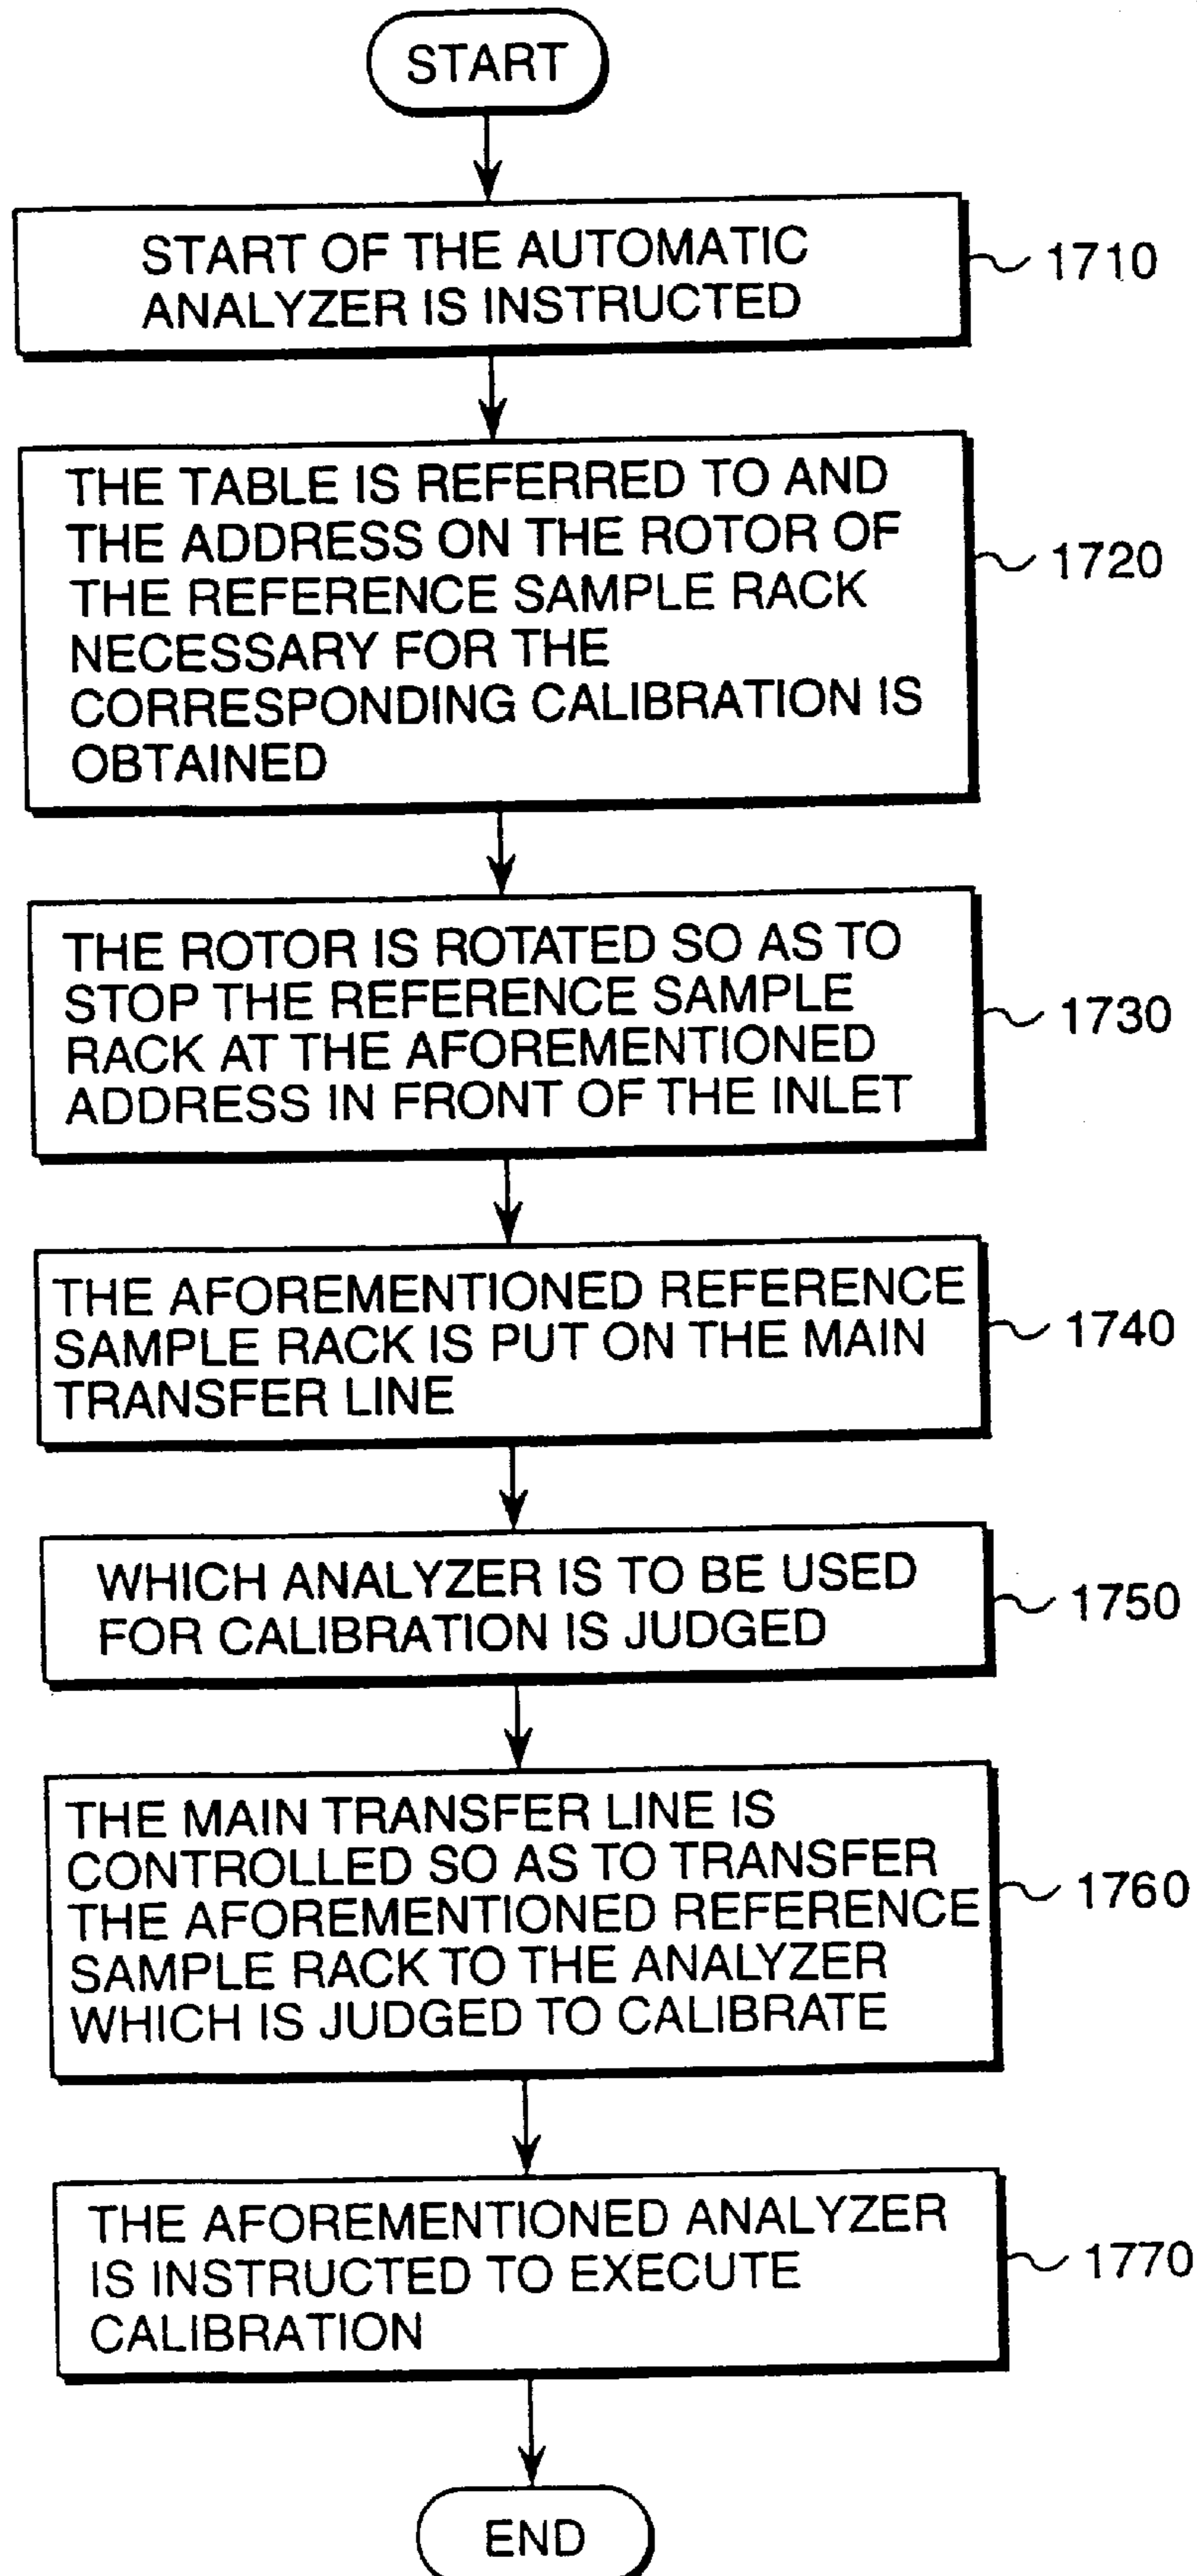 START
START OF THE AUTOMATIC
ANALYZER IS INSTRUCTED
1710
THE TABLE IS REFERRED TO AND
THE ADDRESS ON THE ROTOR OF
THE REFERENCE SAMPLE RACK
NECESSARY FOR THE
CORRESPONDING CALIBRATION IS
OBTAINED
1720
THE ROTOR IS ROTATED SO AS TO
STOP THE REFERENCE SAMPLE
RACK AT THE AFOREMENTIONED
ADDRESS IN FRONT OF THE INLET
1730
THE AFOREMENTIONED REFERENCE
SAMPLE RACK IS PUT ON THE MAIN
TRANSFER LINE
1740
WHICH ANALYZER IS TO BE USED
FOR CALIBRATION IS JUDGED
1750
THE MAIN TRANSFER LINE IS
CONTROLLED SO AS TO TRANSFER
THE AFOREMENTIONED REFERENCE
SAMPLE RACK TO THE ANALYZER
WHICH IS JUDGED TO CALIBRATE
1760
THE AFOREMENTIONED ANALYZER
IS INSTRUCTED TO EXECUTE
CALIBRATION
1770
END